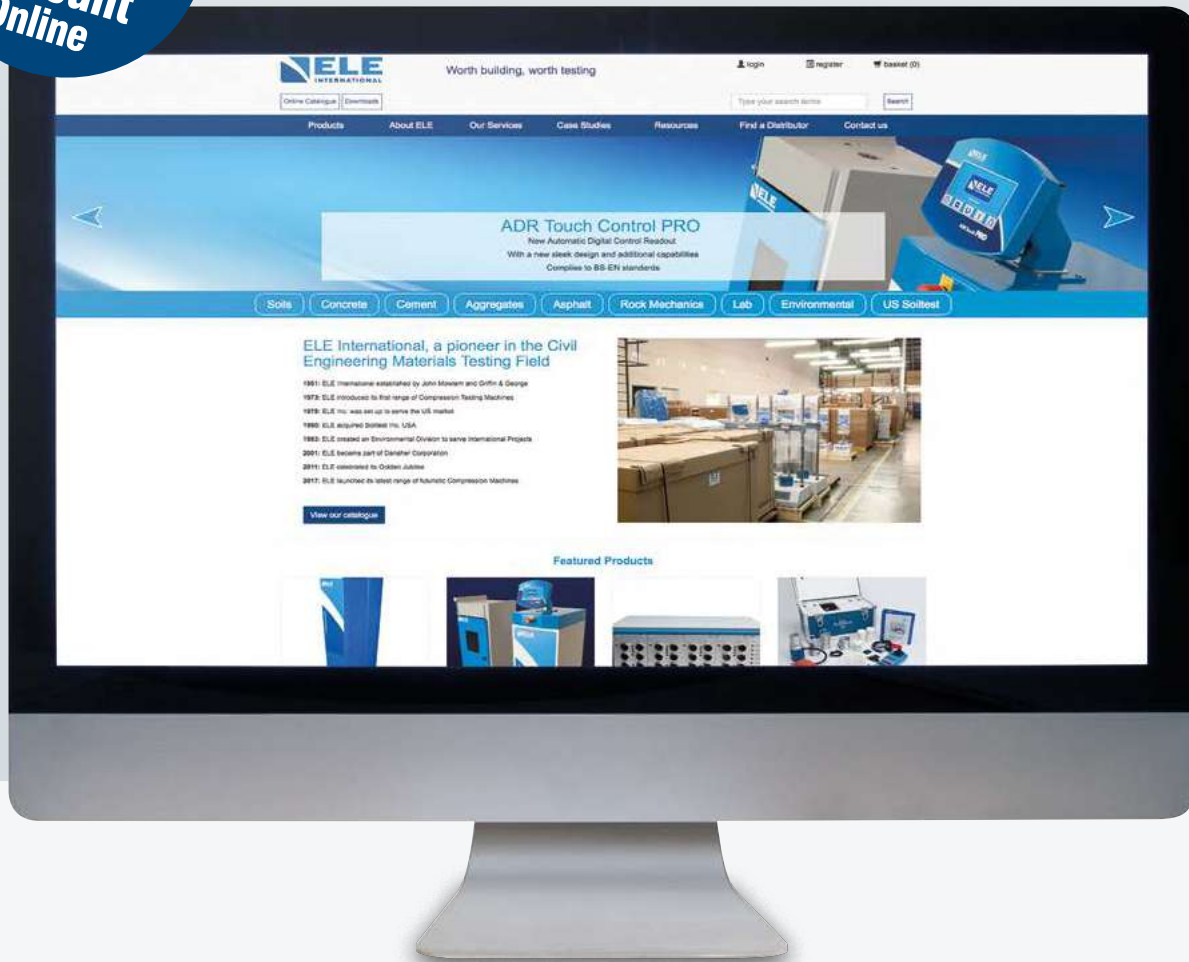 Online
ELE
INTERNATIONAL
Worth building, worth testing
login
register
basket (0)
Online Catalogue
Downloads
Type your search terms
Search
Products
About ELE
Our Services
Case Studies
Resources
Find a Distributor
Contact us
ELE
ELE
ELE
ADR Touch Control PRO
New Automatic Digital Control Readout
With a new sleek design and additional capabilities
Complies to BS-EN standards
Soils
Concrete
Cement
Aggregates
Asphalt
Rock Mechanics
Lab
Environmental
US Soiltest
ELE International, a pioneer in the Civil
Engineering Materials Testing Field
1961: ELE International established by John Mowlem and Griffin & George
1973: ELE introduced its first range of Compression Testing Machines
ELE Inc. was set up to serve the US market
ELE acquired Soiltest Inc. USA
ELE created an Environmental Division to serve International Projects
2001: ELE became part of Danaher Corporation
2011: ELE celebrated its Golden Jubilee
2017: ELE launched its latest range of futuristic Compression Machines
View our catalogue
Featured Products